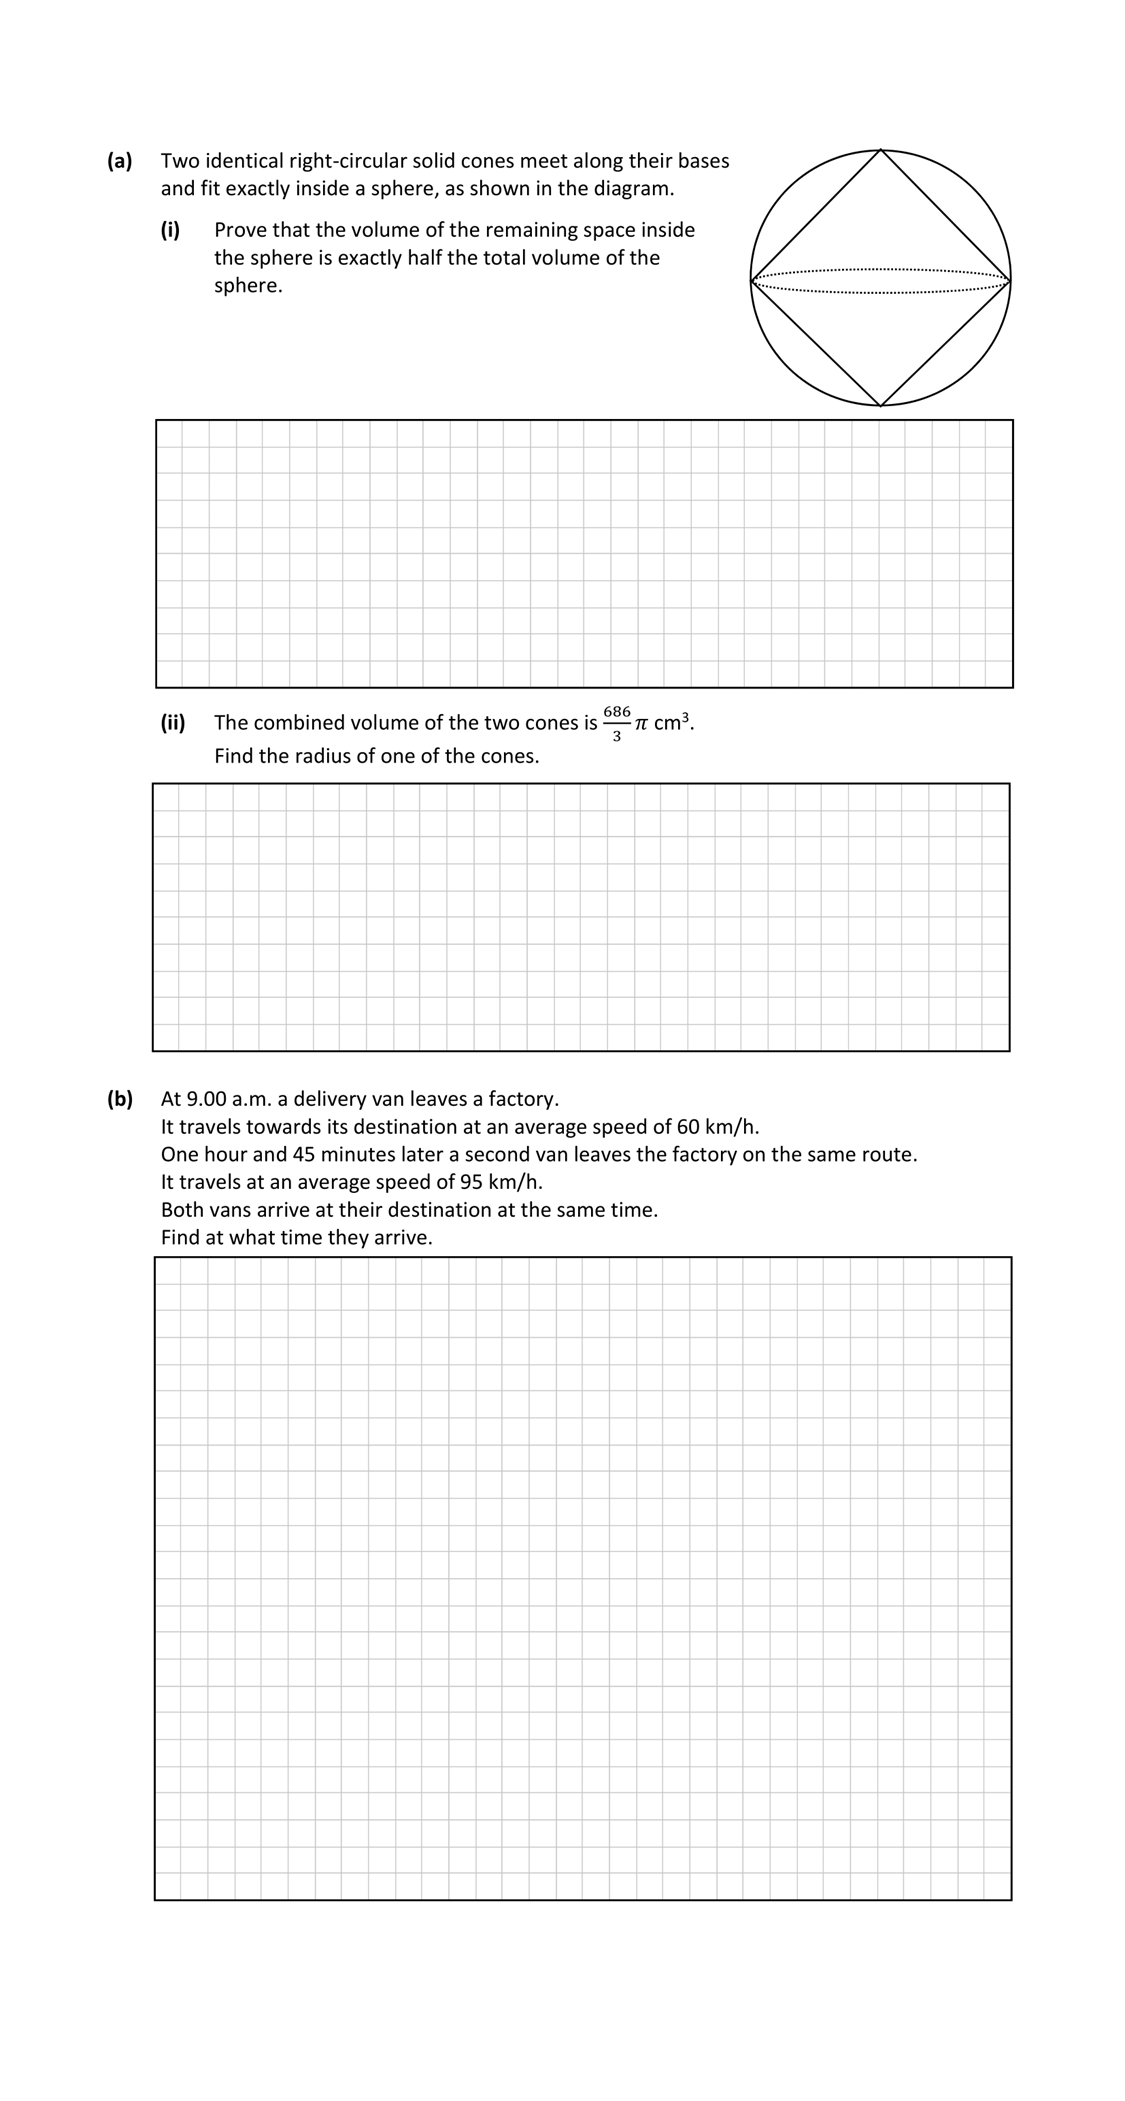 (a) Two identical right-circular solid cones meet along their bases
and fit exactly inside a sphere, as shown in the diagram.
(i) Prove that the volume of the remaining space inside
the sphere is exactly half the total volume of the
sphere.
(ii) The combined volume of the two cones is 686/3 π cm³.
Find the radius of one of the cones.
(b) At 9.00 a.m. a delivery van leaves a factory.
It travels towards its destination at an average speed of 60 km/h.
One hour and 45 minutes later a second van leaves the factory on the same route.
It travels at an average speed of 95 km/h.
Both vans arrive at their destination at the same time.
Find at what time they arrive.